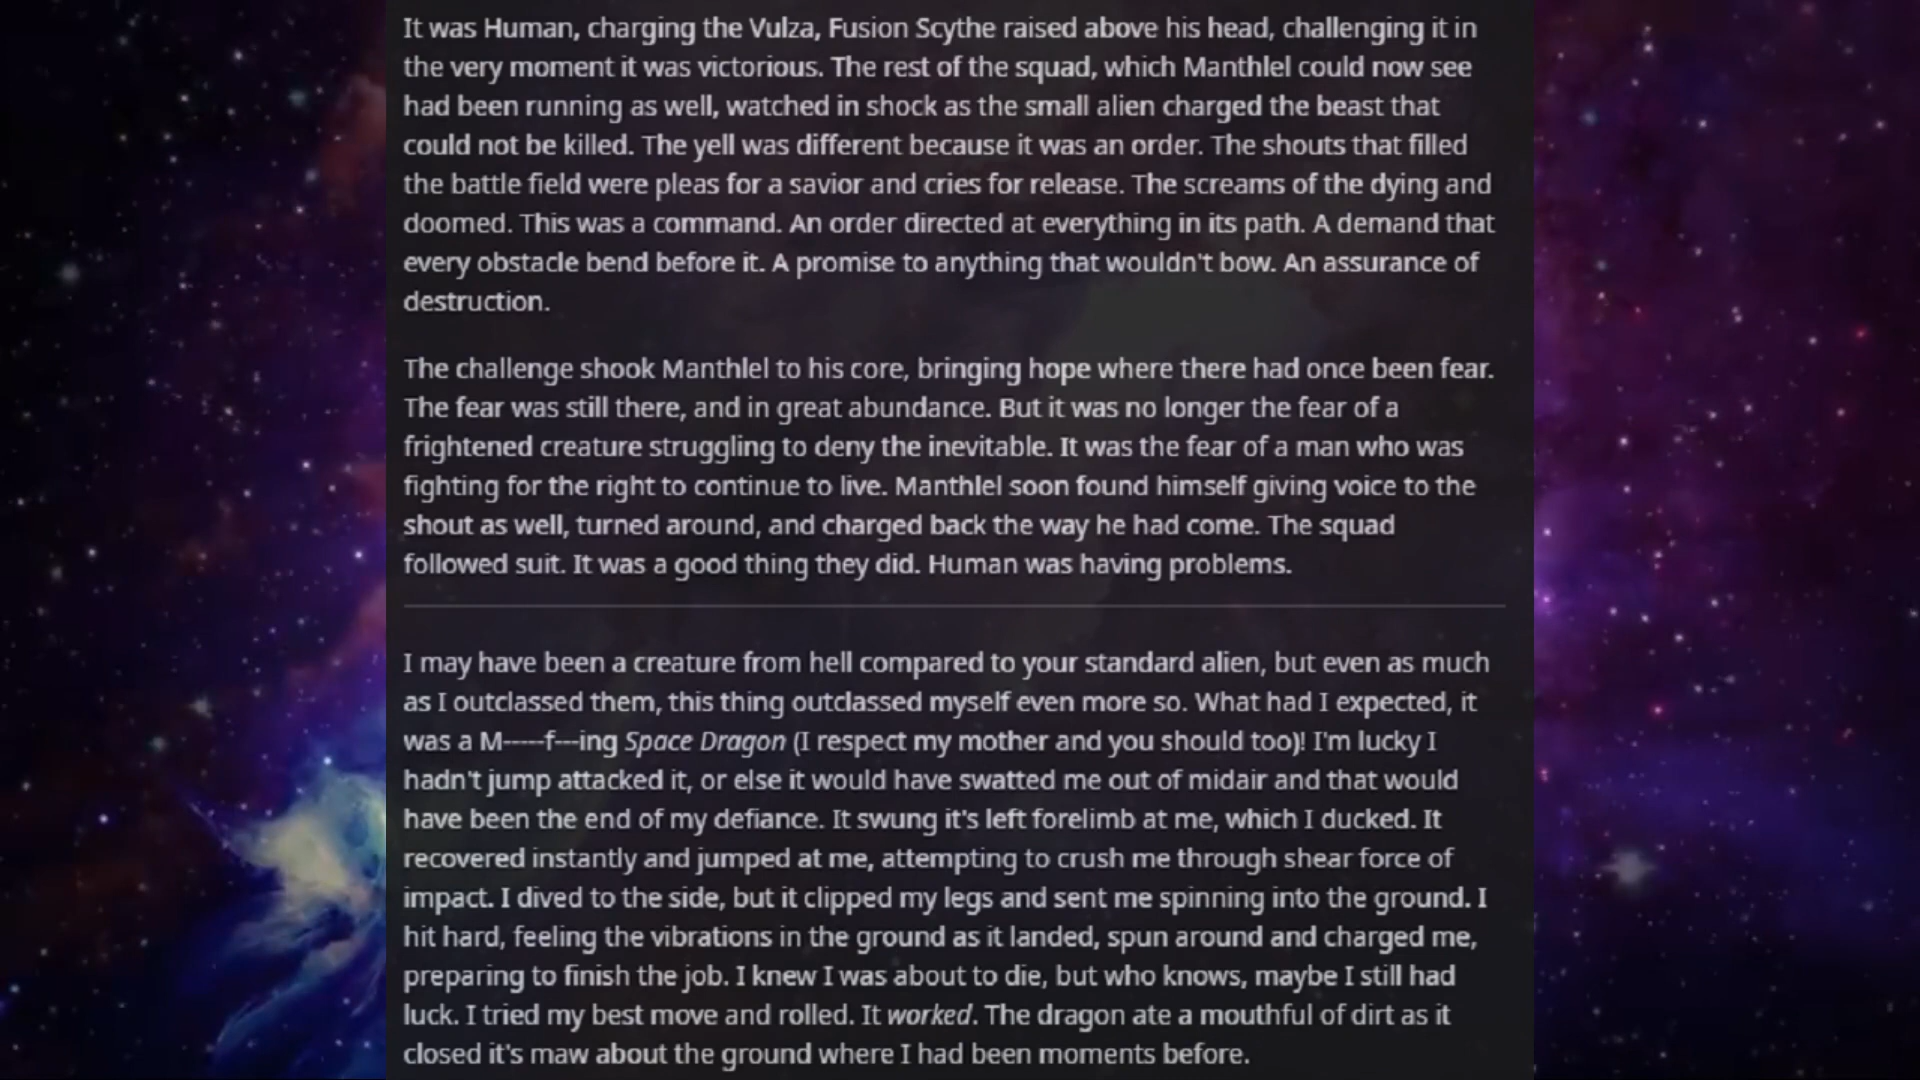 It was Human, charging the Vulza, Fusion Scythe raised above his head, challenging it in
the very moment it was victorious. The rest of the squad, which Manthlel could now see
had been running as well, watched in shock as the small alien charged the beast that
could not be killed. The yell was different because it was an order. The shouts that filled
the battle field were pleas for a savior and cries for release. The screams of the dying and
doomed. This was a command. An order directed at everything in its path. A demand that
every obstacle bend before it. A promise to anything that wouldn't bow. An assurance of
destruction.
The challenge shook Manthlel to his core, bringing hope where there had once been fear.
The fear was still there, and in great abundance. But it was no longer the fear of a
frightened creature struggling to deny the inevitable. It was the fear of a man who was
fighting for the right to continue to live. Manthlel soon found himself giving voice to the
shout as well, turned around, and charged back the way he had come. The squad
followed suit. It was a good thing they did. Human was having problems.
I may have been a creature from hell compared to your standard alien, but even as much
as I outclassed them, this thing outclassed myself even more so. What had I expected, it
was a M-----f---ing Space Dragon (I respect my mother and you should too)! I'm lucky I
hadn't jump attacked it, or else it would have swatted me out of midair and that would
have been the end of my defiance. It swung it's left forelimb at me, which I ducked. It
recovered instantly and jumped at me, attempting to crush me through shear force of
impact. I dived to the side, but it clipped my legs and sent me spinning into the ground. I
hit hard, feeling the vibrations in the ground as it landed, spun around and charged me,
preparing to finish the job. I knew I was about to die, but who knows, maybe I still had
luck. I tried my best move and rolled. It worked. The dragon ate a mouthful of dirt as it
closed it's maw about the ground where I had been moments before.